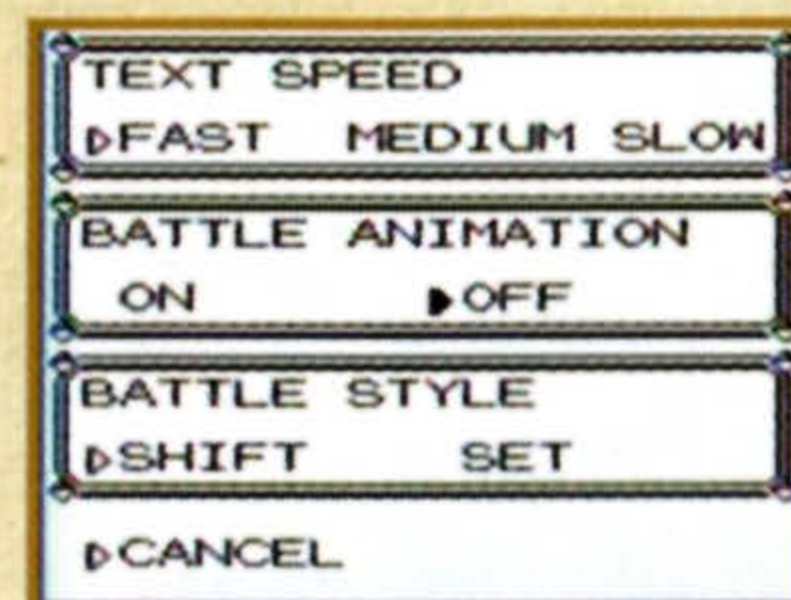 TEXT SPEED
FAST MEDIUM SLOW
BATTLE ANIMATION
ON OFF
BATTLE STYLE
SHIFT SET
CANCEL